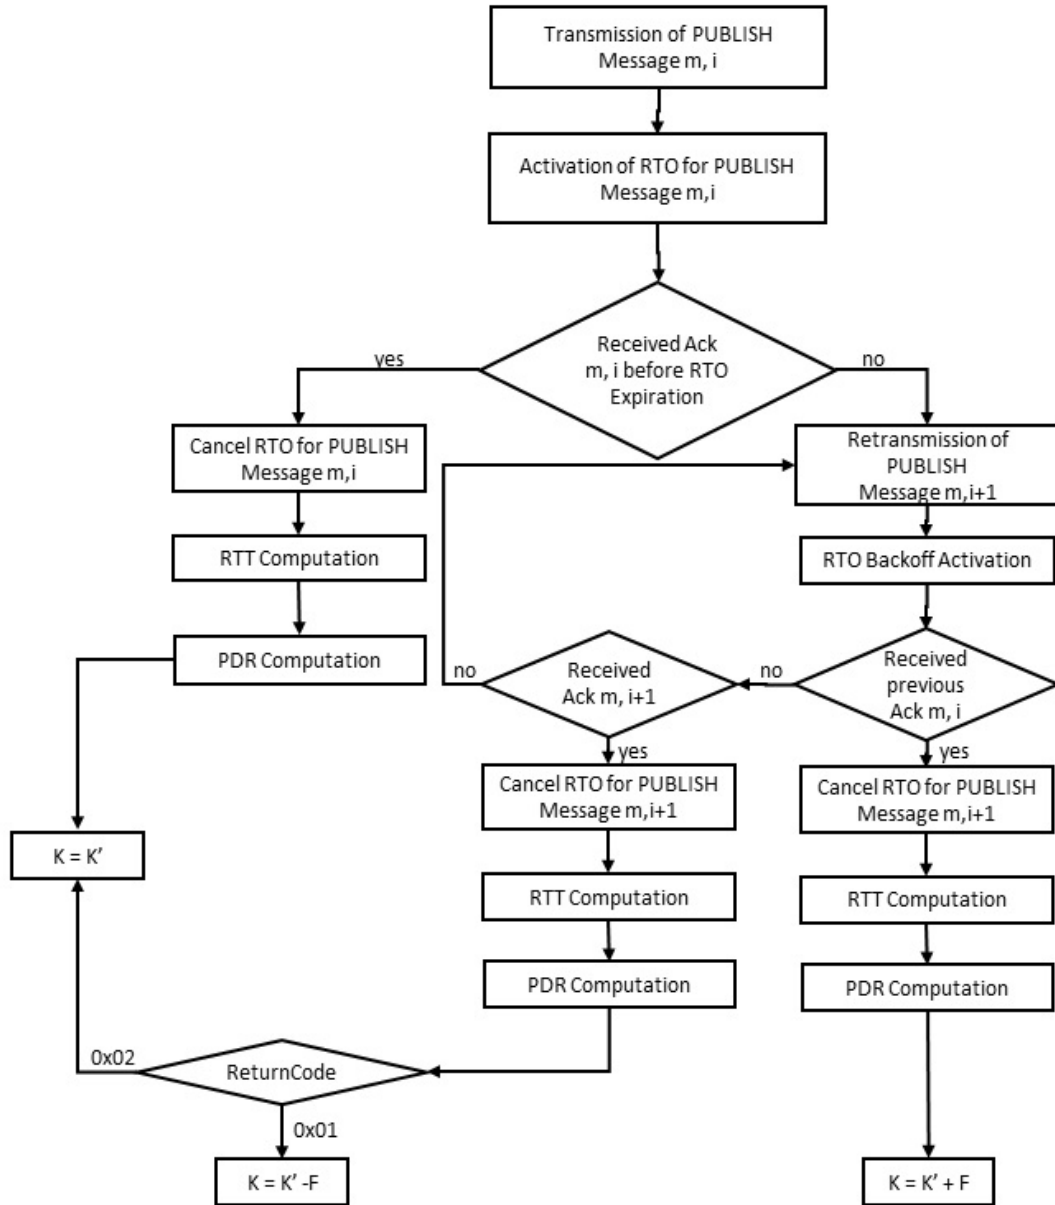 Transmission of PUBLISH
Message m, i
Activation of RTO for PUBLISH
Message m,i
Received Ack
m, i before RTO
Expiration
yes
no
Cancel RTO for PUBLISH
Message m,i
Retransmission of
PUBLISH
Message m,i+1
RTT Computation
RTO Backoff Activation
PDR Computation
no
Received
Ack m, i+1
no
Received
previous
Ack m, i
yes
yes
Cancel RTO for PUBLISH
Message m,i+1
Cancel RTO for PUBLISH
Message m,i+1
K = K’
RTT Computation
RTT Computation
PDR Computation
PDR Computation
0x02
ReturnCode
0x01
K = K’ -F
K = K’ + F